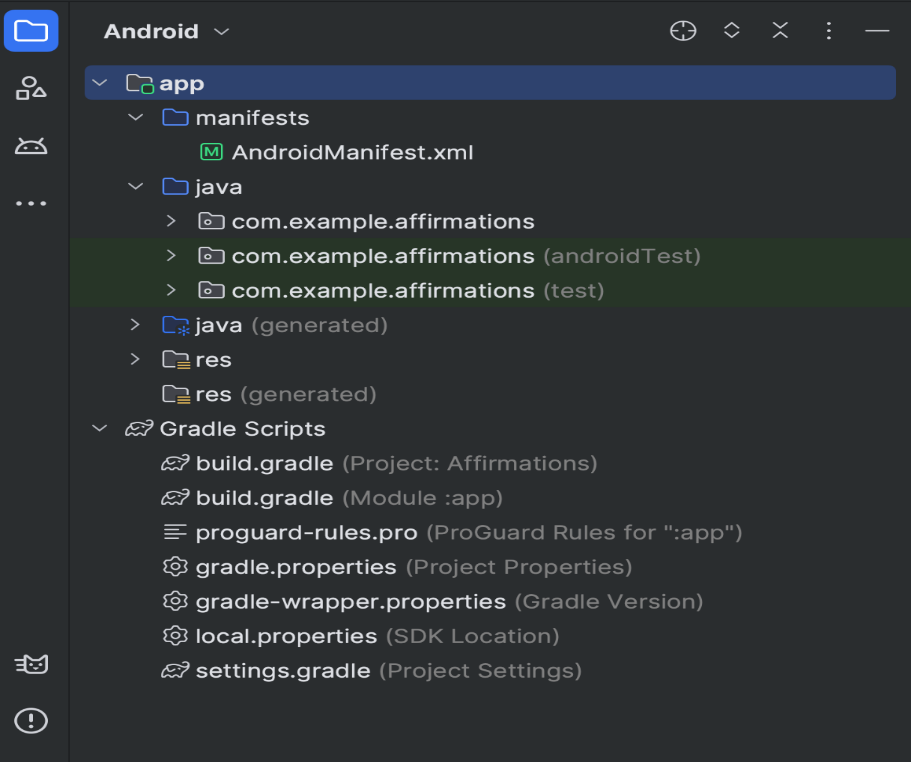 Android
app
manifests
M AndroidManifest.xml
java
com.example.affirmations
com.example.affirmations (androidTest)
com.example.affirmations (test)
java (generated)
res
res (generated)
Gradle Scripts
build.gradle (Project: Affirmations)
build.gradle (Module :app)
proguard-rules.pro (ProGuard Rules for ":app")
gradle.properties (Project Properties)
gradle-wrapper.properties (Gradle Version)
local.properties (SDK Location)
settings.gradle (Project Settings)